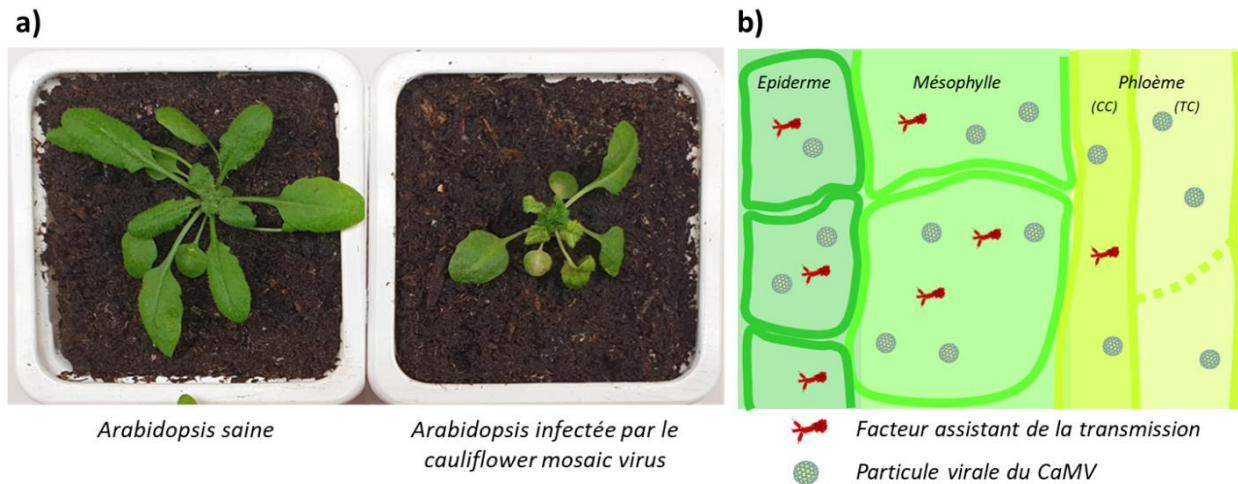 a)
Arabidopsis saine
Arabidopsis infectée par le
cauliflower mosaic virus
b)
Epiderme
Mésophylle
Phloème
(CC)
(TC)
Facteur assistant de la transmission
Particule virale du CaMV